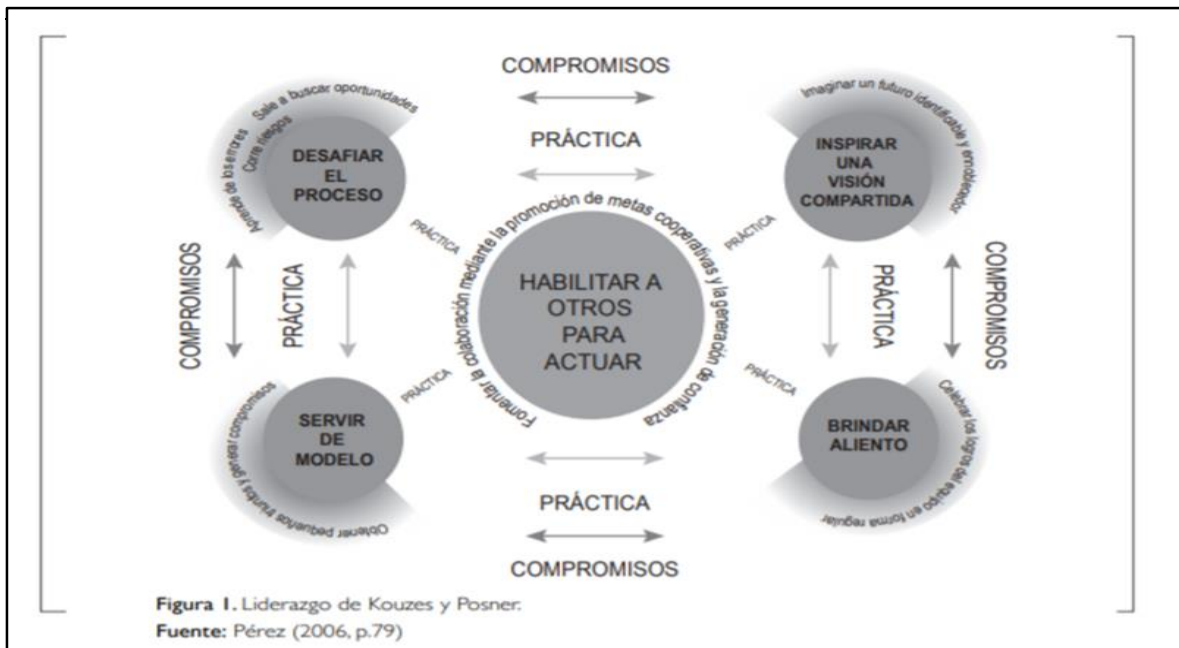 COMPROMISOS
PRÁCTICA
Aprende de los errores
Corre riesgos
Sale a buscar oportunidades
DESAFIAR
EL
PROCESO
Imaginar un futuro identificable y ennoblecedor
INSPIRAR
UNA
VISIÓN
COMPARTIDA
PRÁCTICA
PRÁCTICA
Fomentar la colaboración mediante la promoción de metas cooperativas y la generación de confianza
HABILITAR A
OTROS
PARA
ACTUAR
COMPROMISOS
PRÁCTICA
PRÁCTICA
COMPROMISOS
PRÁCTICA
PRÁCTICA
Obtener pequeños triunfos y generar compromisos
SERVIR
DE
MODELO
Celebrar los logros del equipo en forma regular
BRINDAR
ALIENTO
PRÁCTICA
COMPROMISOS
Figura 1. Liderazgo de Kouzes y Posner.
Fuente: Pérez (2006, p.79)